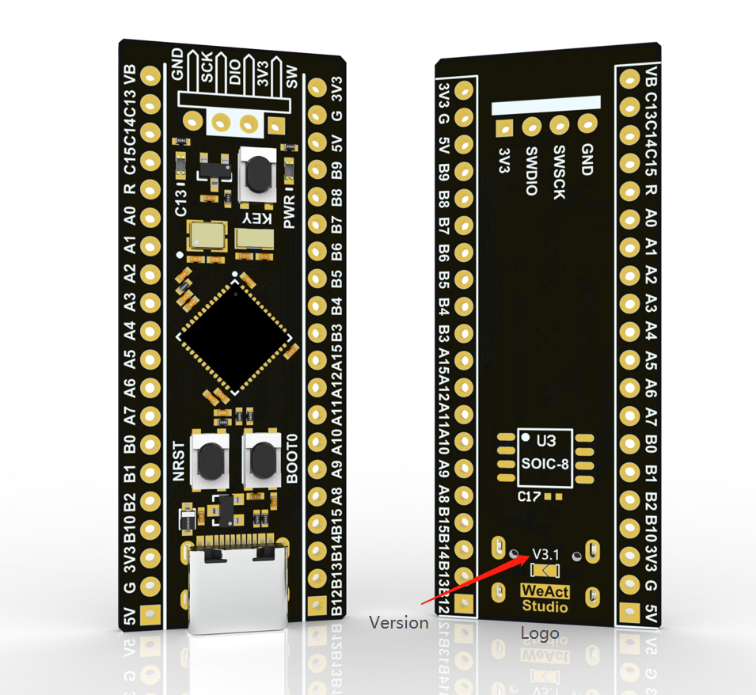 GND
SCK
DIO
3V3
SW
VB
C13
C14
C15
R
A0
A1
A2
A3
A4
A5
A6
A7
B0
B1
B2
B10
3V3
G
5V
3V3
G
5V
B9
B8
B7
B6
B5
B4
B3
A15
A12
A11
A10
A9
A8
B15
B14
B13
B12
C13
KEY
PWR
NRST
BOOT0
3V3
G
5V
B9
B8
B7
B6
B5
B4
B3
A15
A12
A11
A10
A9
A8
B15
B14
B13
B12
3V3
SWDIO
SWSCK
GND
VB
C13
C14
C15
R
A0
A1
A2
A3
A4
A5
A6
A7
B0
B1
B2
B10
3V3
G
5V
U3
SOIC-8
C17
V3.1
WeAct
Studio
Version
Logo